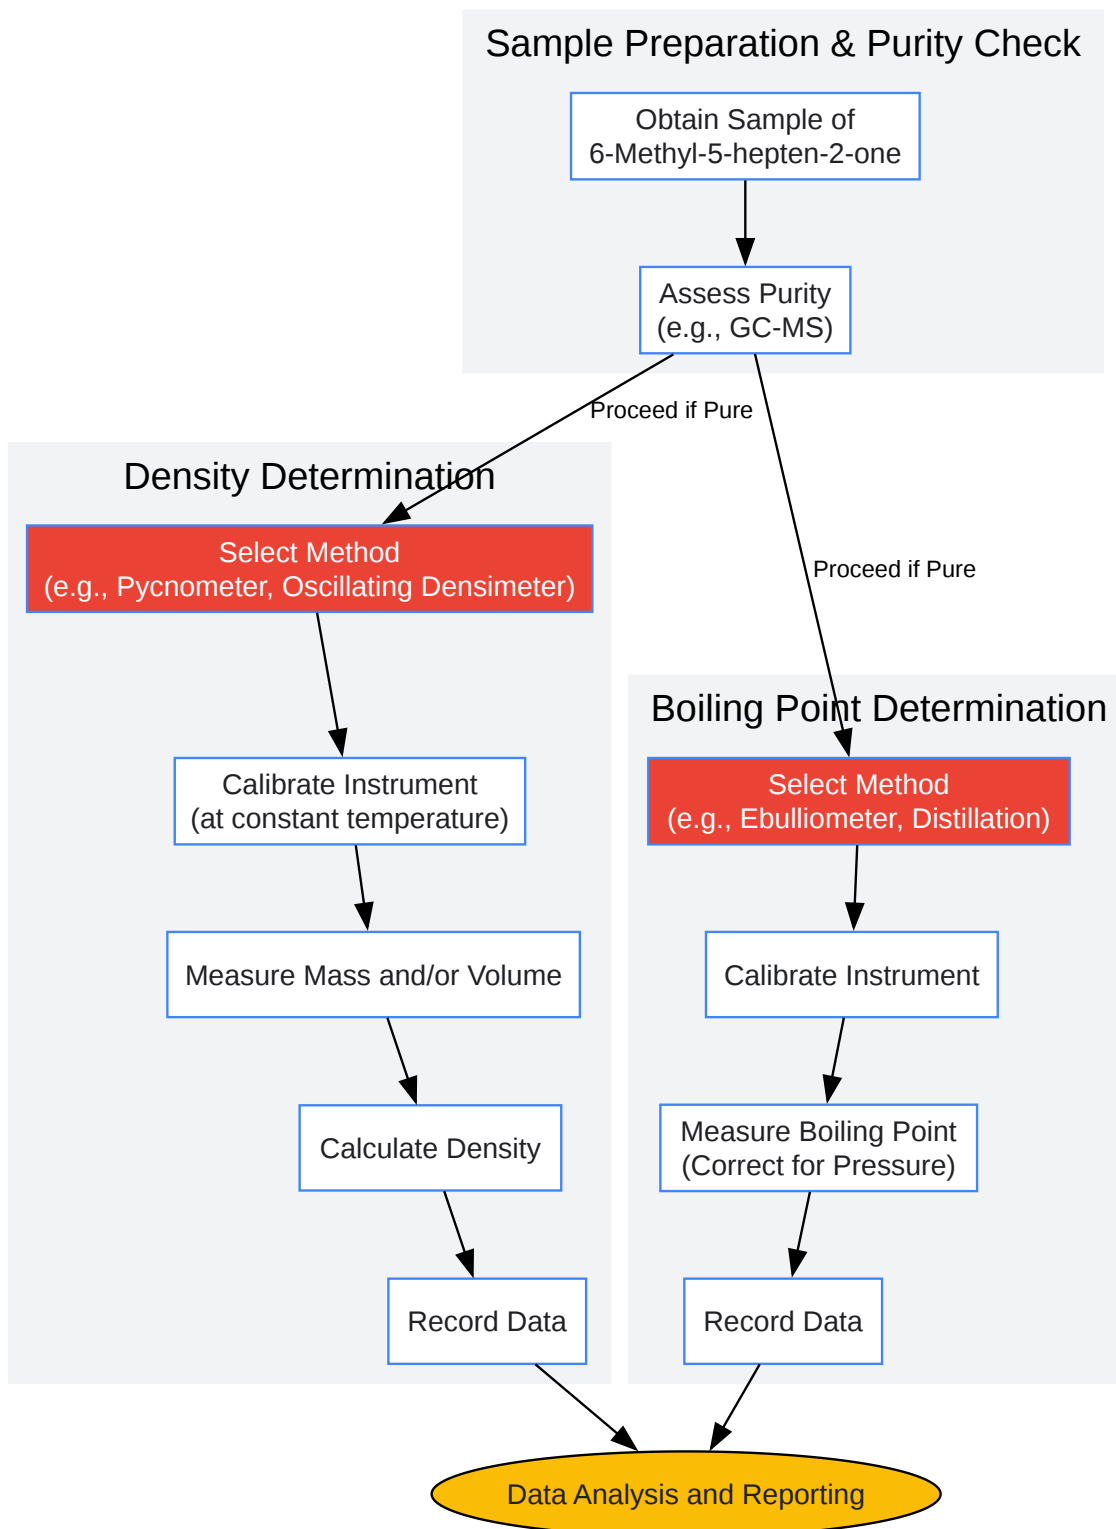 Sample Preparation & Purity Check
Obtain Sample of
6-Methyl-5-hepten-2-one
Assess Purity
(e.g., GC-MS)
Proceed if Pure
Density Determination
Select Method
(e.g., Pycnometer, Oscillating Densimeter)
Calibrate Instrument
(at constant temperature)
Measure Mass and/or Volume
Calculate Density
Record Data
Proceed if Pure
Boiling Point Determination
Select Method
(e.g., Ebulliometer, Distillation)
Calibrate Instrument
Measure Boiling Point
(Correct for Pressure)
Record Data
Data Analysis and Reporting